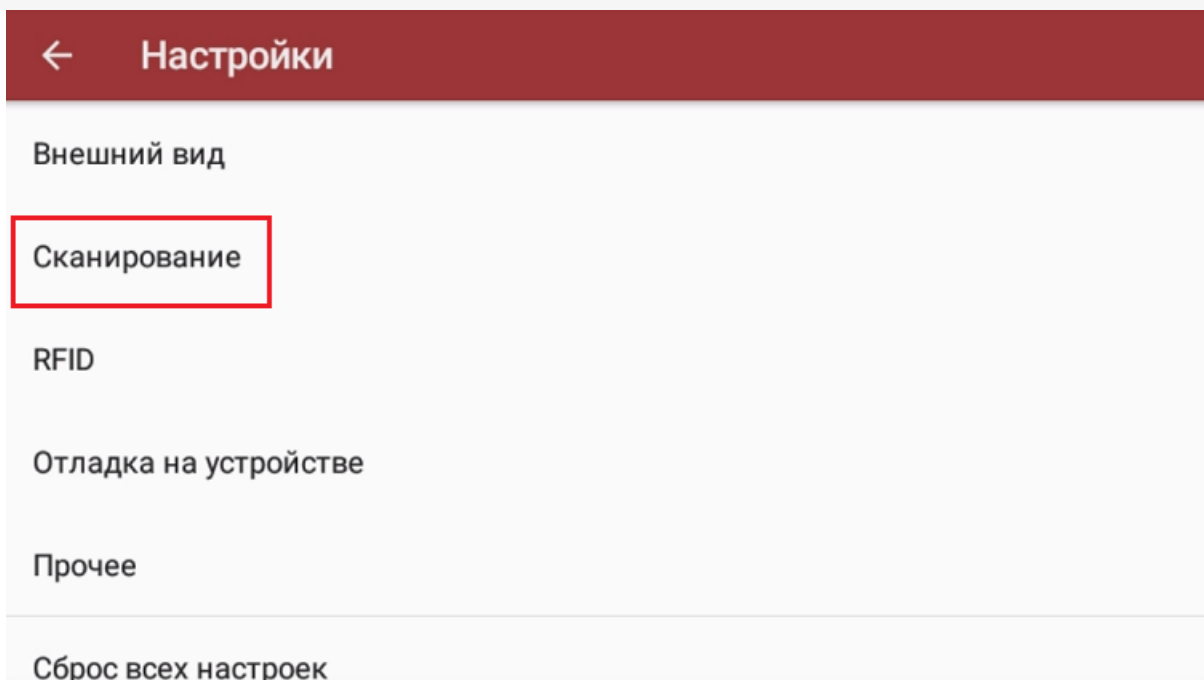 Настройки
Внешний вид
Сканирование
RFID
Отладка на устройстве
Прочее
Сброс всех настроек